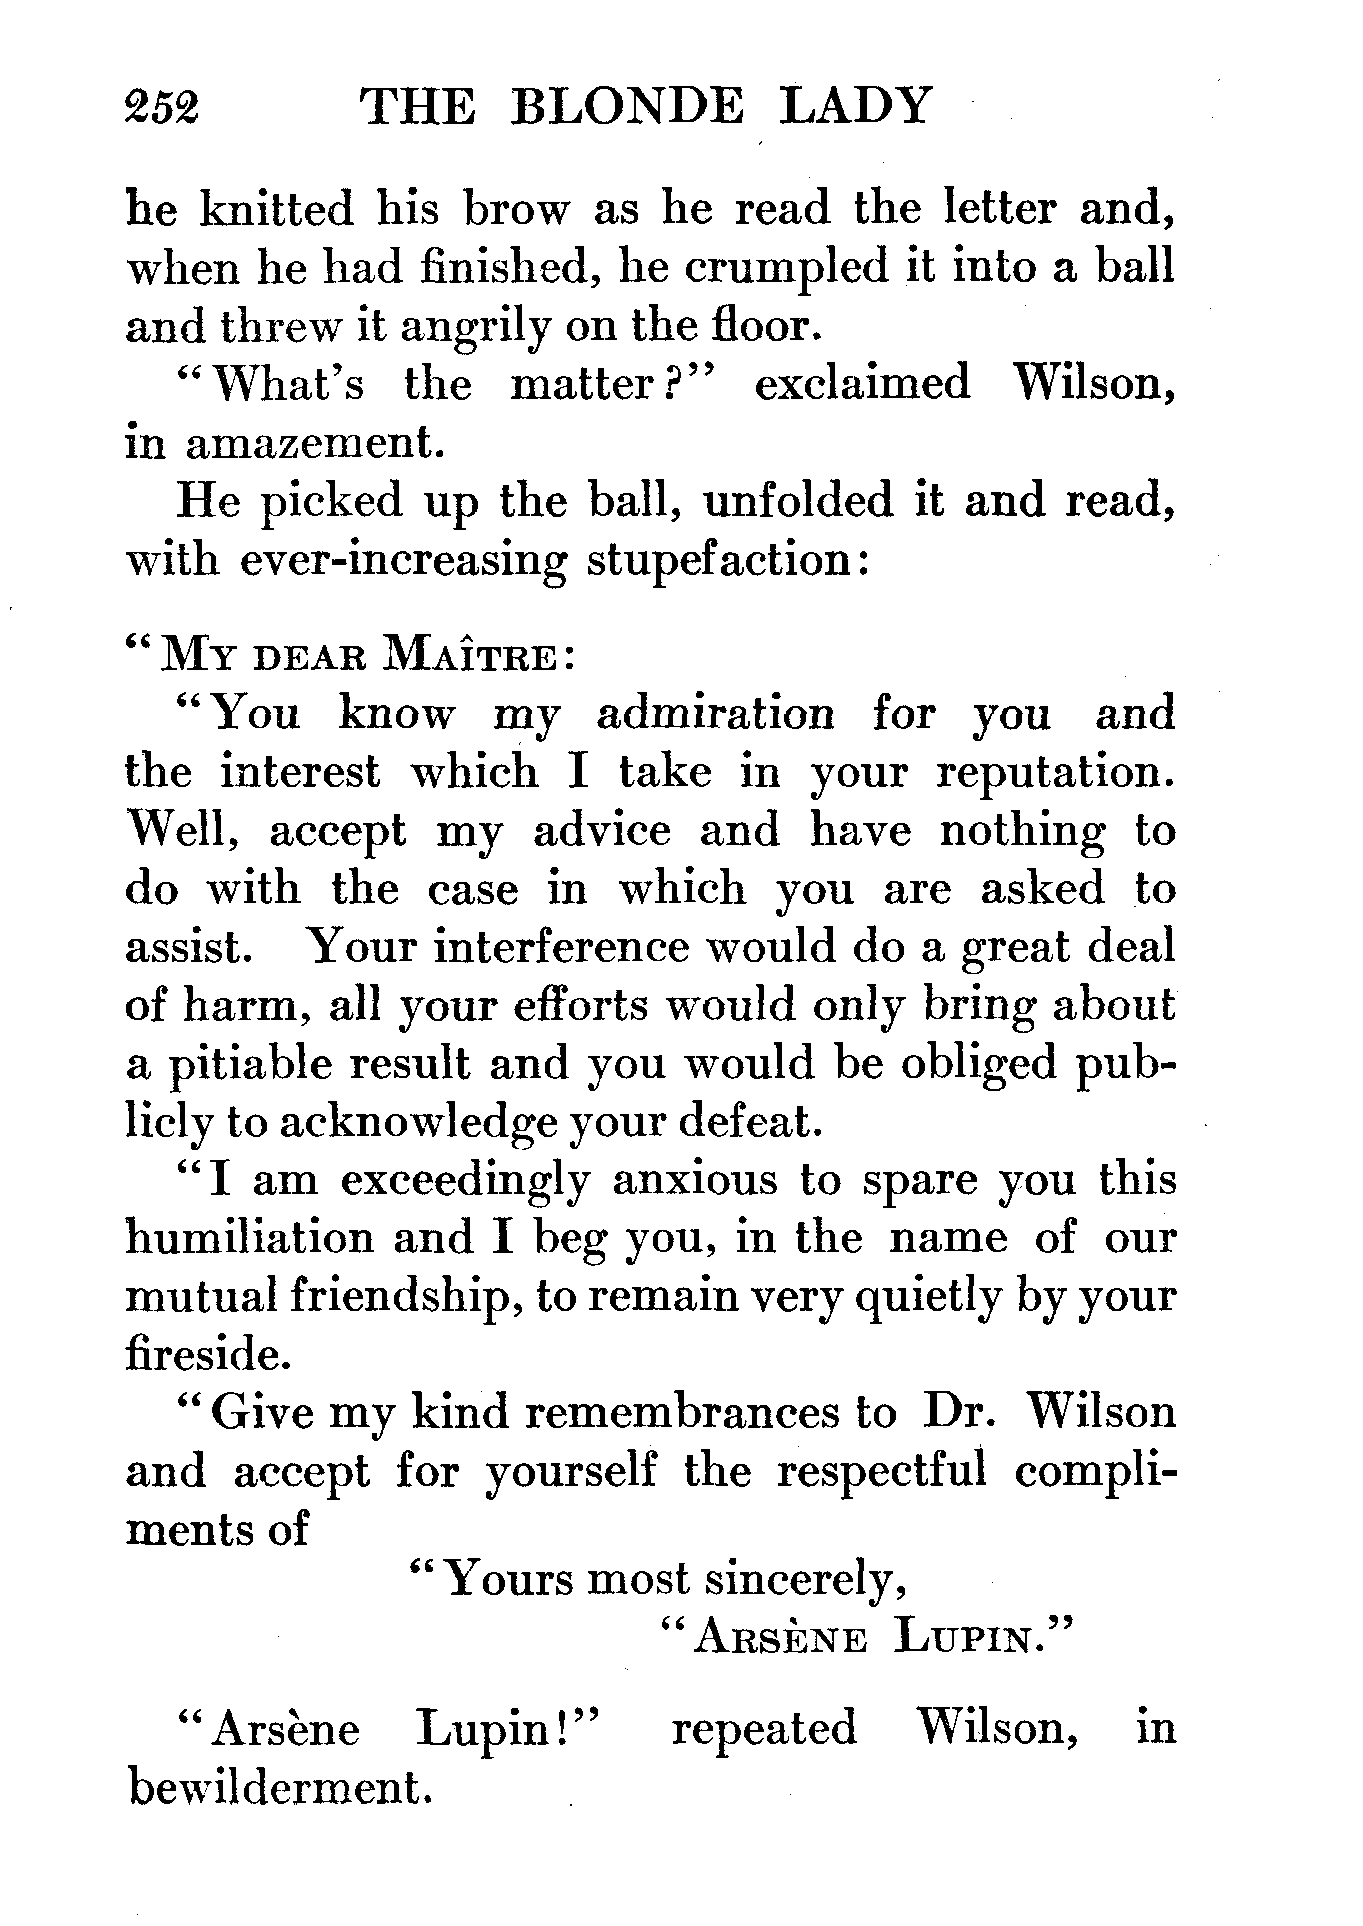 252 THE BLONDE LADY
he knitted his brow as he read the letter and,
when he had finished, he crumpled it into a ball
and threw it angrily on the floor.
"What's the matter?" exclaimed Wilson,
in amazement.
He picked up the ball, unfolded it and read,
with ever-increasing stupefaction:
"MY DEAR MAÎTRE:
"You know my admiration for you and
the interest which I take in your reputation.
Well, accept my advice and have nothing to
do with the case in which you are asked to
assist. Your interference would do a great deal
of harm, all your efforts would only bring about
a pitiable result and you would be obliged pub-
licly to acknowledge your defeat.
"I am exceedingly anxious to spare you this
humiliation and I beg you, in the name of our
mutual friendship, to remain very quietly by your
fireside.
"Give my kind remembrances to Dr. Wilson
and accept for yourself the respectful compli-
ments of
"Yours most sincerely,
"ARSÈNE LUPIN."
"Arsène Lupin!" repeated Wilson, in
bewilderment.